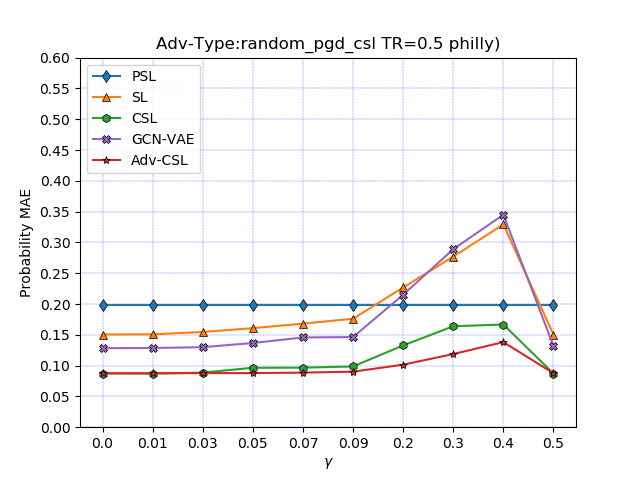 Adv-Type:random_pgd_csl TR=0.5 philly)
PSL
SL
CSL
GCN-VAE
Adv-CSL
Probability MAE
0.60
0.55
0.50
0.45
0.40
0.35
0.30
0.25
0.20
0.15
0.10
0.05
0.00
0.0 0.01 0.03 0.05 0.07 0.09 0.2 0.3 0.4 0.5
γ